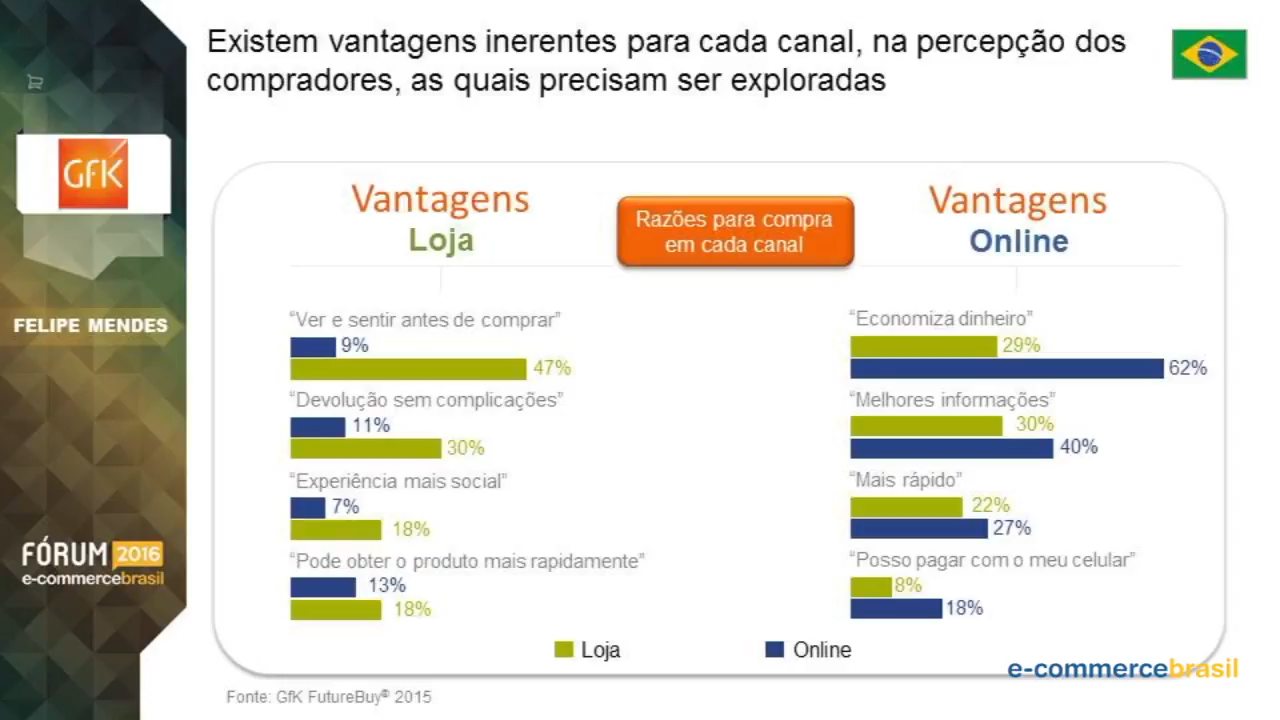 Existem vantagens inerentes para cada canal, na percepção dos
compradores, as quais precisam ser exploradas
GfK
FELIPE MENDES
FÓRUM 2016
e-commercebrasil
Vantagens
Loja
Razões para compra
em cada canal
Vantagens
Online
“Ver e sentir antes de comprar”
9%
47%
“Devolução sem complicações”
11%
30%
“Experiência mais social”
7%
18%
“Pode obter o produto mais rapidamente”
13%
18%
“Economiza dinheiro”
29%
62%
“Melhores informações”
30%
40%
“Mais rápido”
22%
27%
“Posso pagar com o meu celular”
8%
18%
Loja
Online
e-commercebrasil
Fonte: GfK FutureBuy® 2015